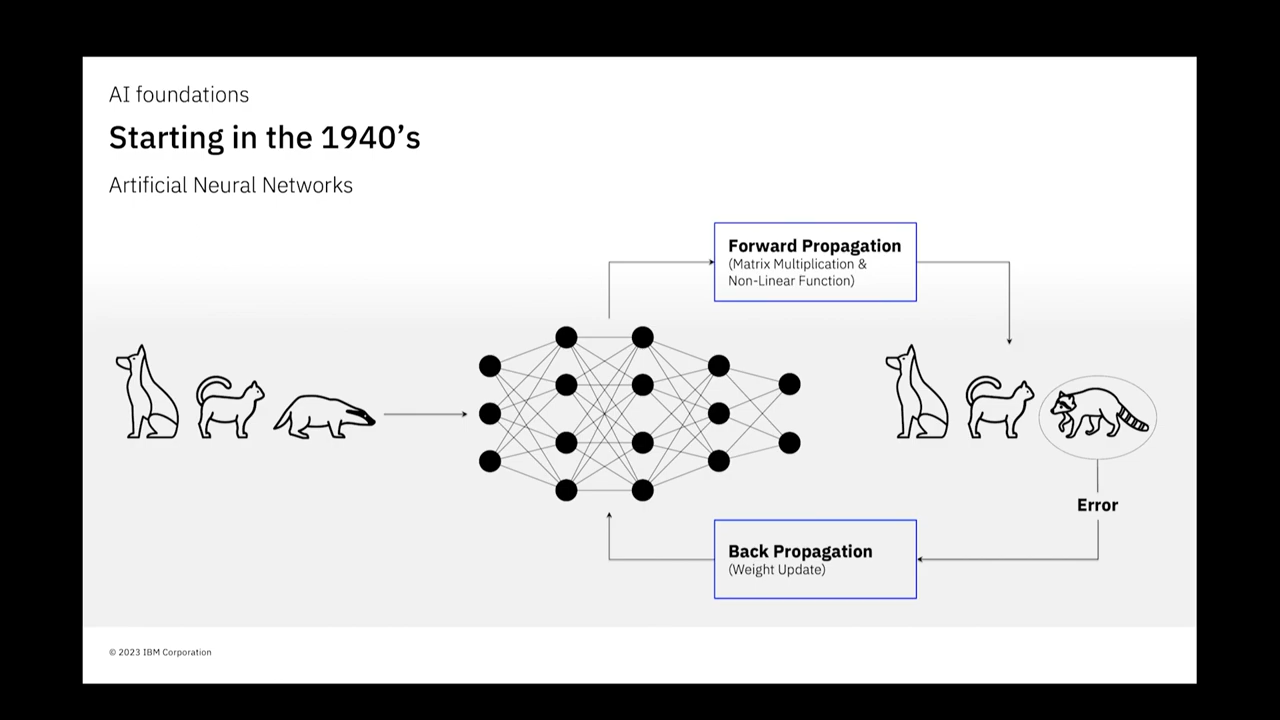 AI foundations
Starting in the 1940’s
Artificial Neural Networks
Forward Propagation
(Matrix Multiplication &
Non-Linear Function)
Error
Back Propagation
(Weight Update)
© 2023 IBM Corporation